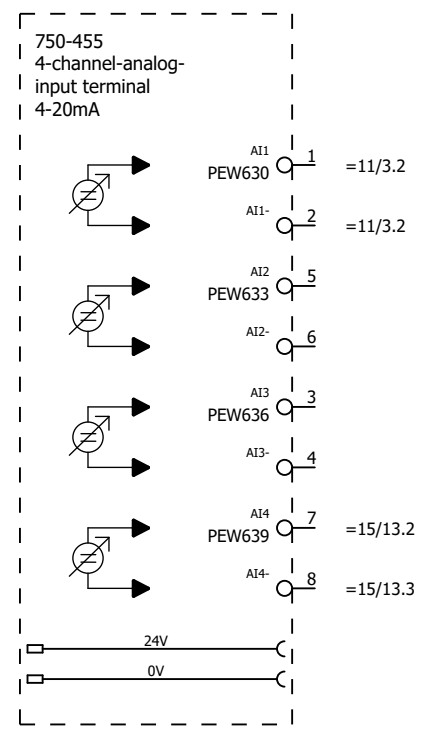 750-455
4-channel-analog-
input terminal
4-20mA
AI1
PEW630
1
=11/3.2
AI1-
2
=11/3.2
AI2
PEW633
5
AI2-
6
AI3
PEW636
3
AI3-
4
AI4
PEW639
7
=15/13.2
AI4-
8
=15/13.3
24V
0V